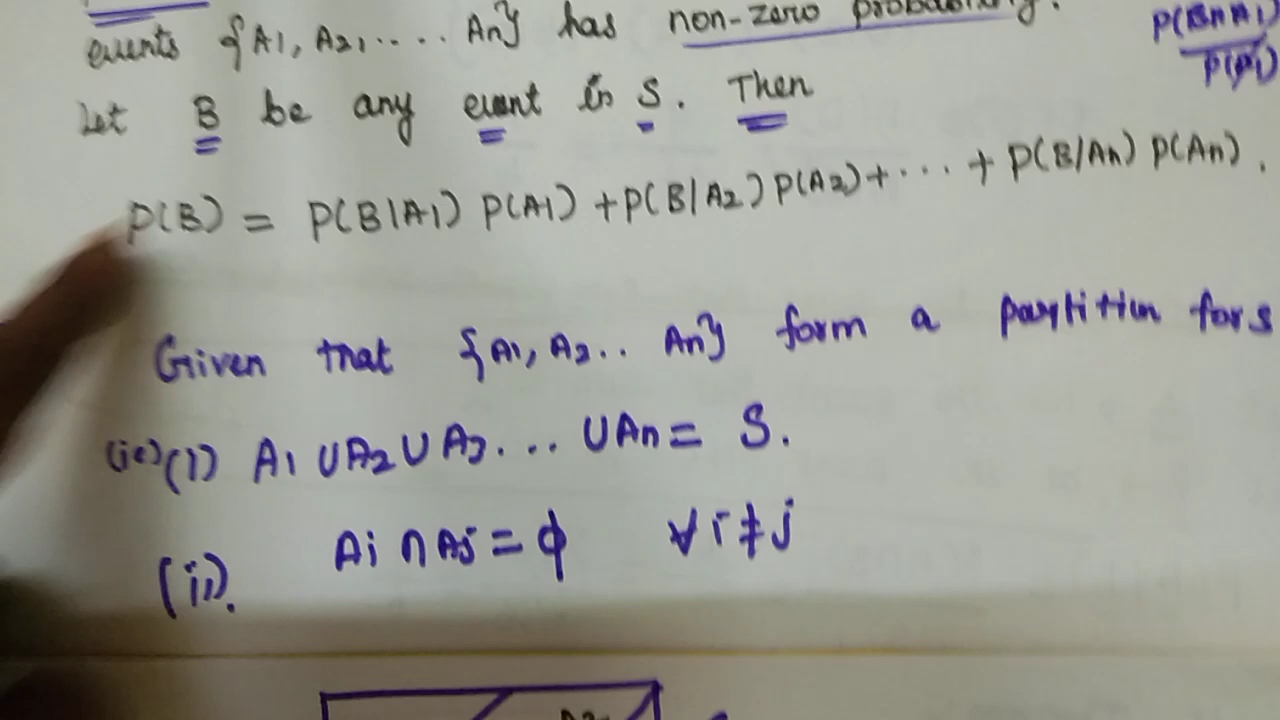 events {A1, A2, .... An} has non-zero probability.
P(B∩A1)
P(A1)
Let B be any event in S. Then
P(B) = P(B|A1) P(A1) + P(B|A2) P(A2) + ... + P(B/An) P(An).
Given that {A1, A2.. An} form a partition for S
(ie) (1) A1 ∪ A2 ∪ A3. ... ∪ An = S.
(ii). Ai ∩ Aj = ϕ ∀ i ≠ j
A2